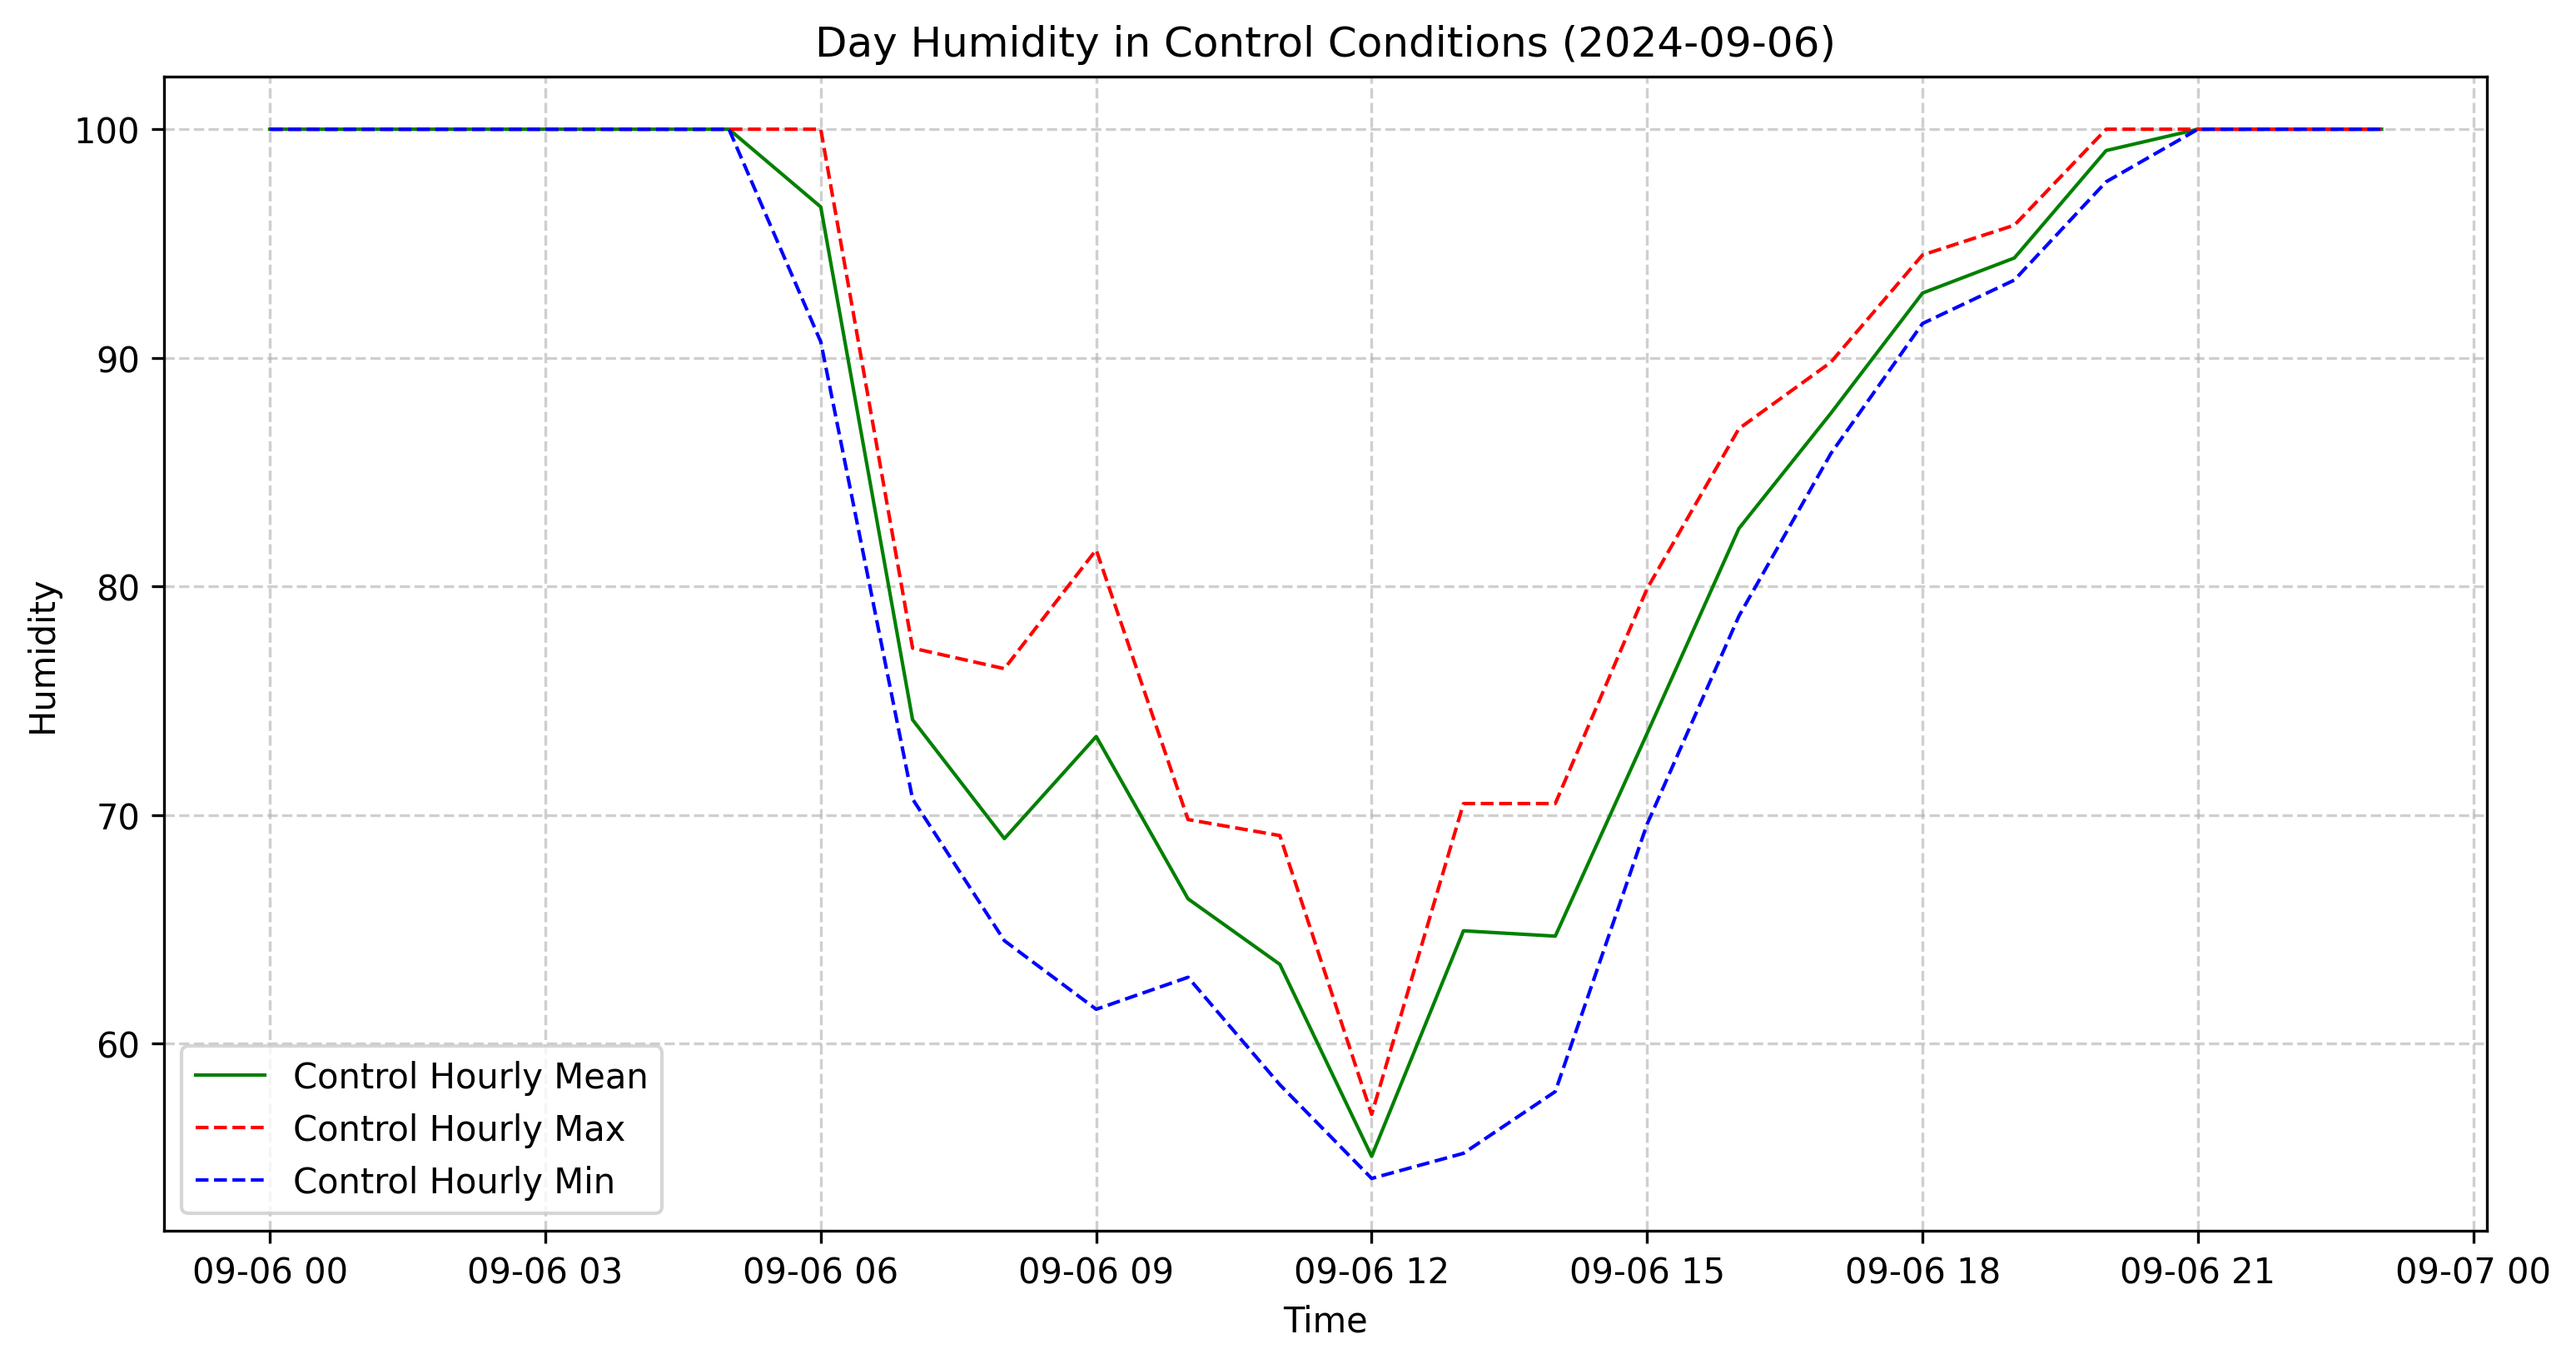 Day Humidity in Control Conditions (2024-09-06)
100
90
80
70
60
Humidity
Control Hourly Mean
Control Hourly Max
Control Hourly Min
09-06 00
09-06 03
09-06 06
09-06 09
09-06 12
09-06 15
09-06 18
09-06 21
09-07 00
Time